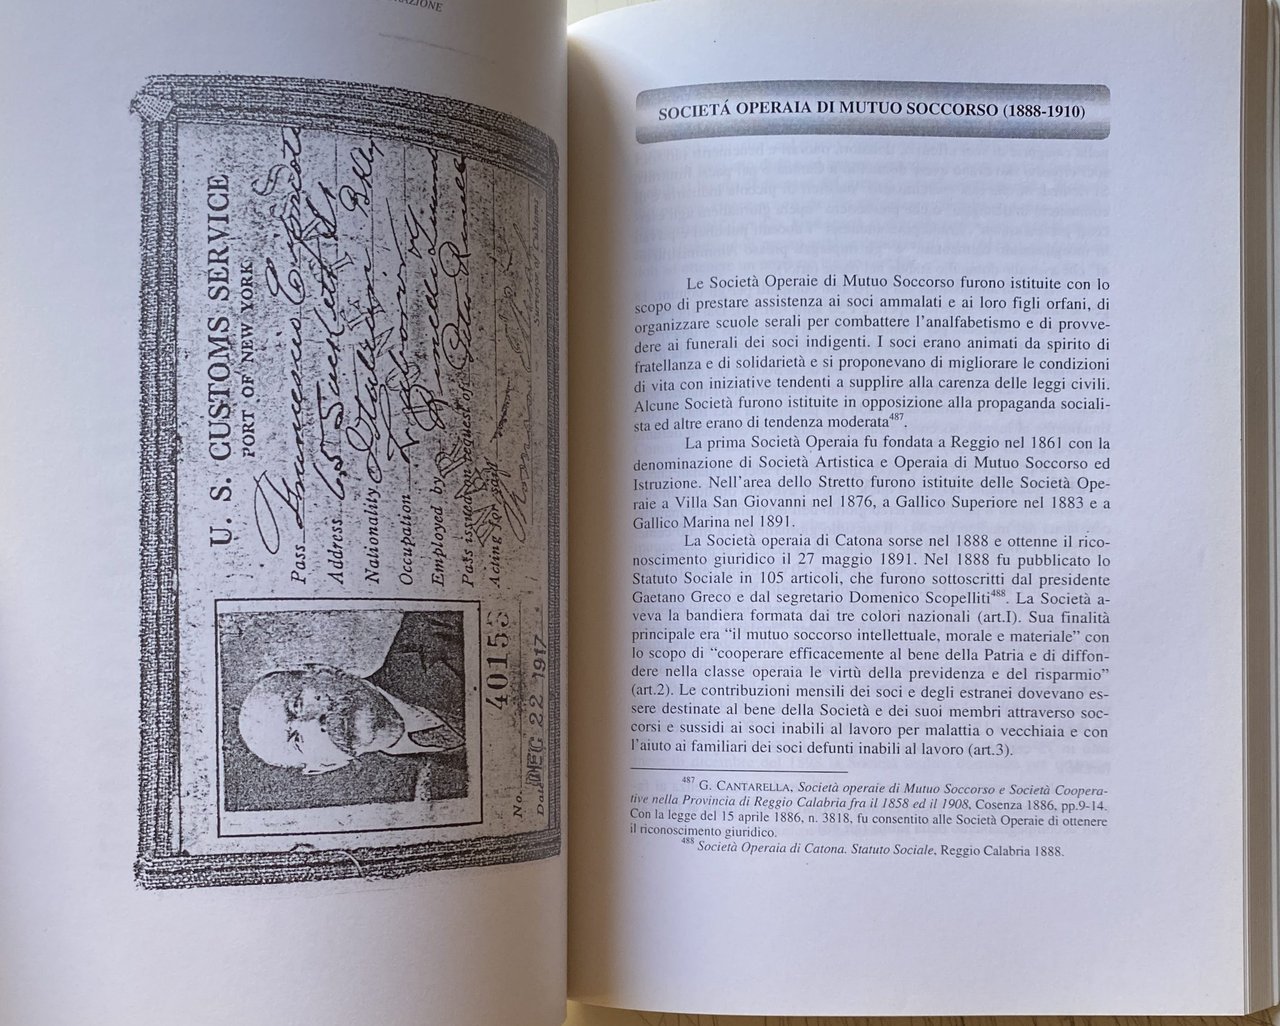 U. S. CUSTOMS SERVICE
PORT OF NEW YORK
Pass
Address 65
Nationality Italian
Occupation
Employed by
Pass issued on request of
Acting for said
Surveyor of Customs
No. 40153
Date DEC 22 1917
SOCIETÁ OPERAIA DI MUTUO SOCCORSO (1888-1910)
Le Società Operaie di Mutuo Soccorso furono istituite con lo
scopo di prestare assistenza ai soci ammalati e ai loro figli orfani, di
organizzare scuole serali per combattere l'analfabetismo e di provve-
dere ai funerali dei soci indigenti. I soci erano animati da spirito di
fratellanza e di solidarietà e si proponevano di migliorare le condizioni
di vita con iniziative tendenti a supplire alla carenza delle leggi civili.
Alcune Società furono istituite in opposizione alla propaganda sociali-
sta ed altre erano di tendenza moderata487.
La prima Società Operaia fu fondata a Reggio nel 1861 con la
denominazione di Società Artistica e Operaia di Mutuo Soccorso ed
Istruzione. Nell'area dello Stretto furono istituite delle Società Ope-
raie a Villa San Giovanni nel 1876, a Gallico Superiore nel 1883 e a
Gallico Marina nel 1891.
La Società operaia di Catona sorse nel 1888 e ottenne il rico-
noscimento giuridico il 27 maggio 1891. Nel 1888 fu pubblicato lo
Statuto Sociale in 105 articoli, che furono sottoscritti dal presidente
Gaetano Greco e dal segretario Domenico Scopelliti488. La Società a-
veva la bandiera formata dai tre colori nazionali (art.I). Sua finalità
principale era “il mutuo soccorso intellettuale, morale e materiale” con
lo scopo di “cooperare efficacemente al bene della Patria e di diffon-
dere nella classe operaia le virtù della previdenza e del risparmio”
(art.2). Le contribuzioni mensili dei soci e degli estranei dovevano es-
sere destinate al bene della Società e dei suoi membri attraverso soc-
corsi e sussidi ai soci inabili al lavoro per malattia o vecchiaia e con
l'aiuto ai familiari dei soci defunti inabili al lavoro (art.3).
487 G. CANTARELLA, Società operaie di Mutuo Soccorso e Società Coopera-
tive nella Provincia di Reggio Calabria fra il 1858 ed il 1908, Cosenza 1886, pp.9-14.
Con la legge del 15 aprile 1886, n. 3818, fu consentito alle Società Operaie di ottenere
il riconoscimento giuridico.
488 Società Operaia di Catona. Statuto Sociale, Reggio Calabria 1888.